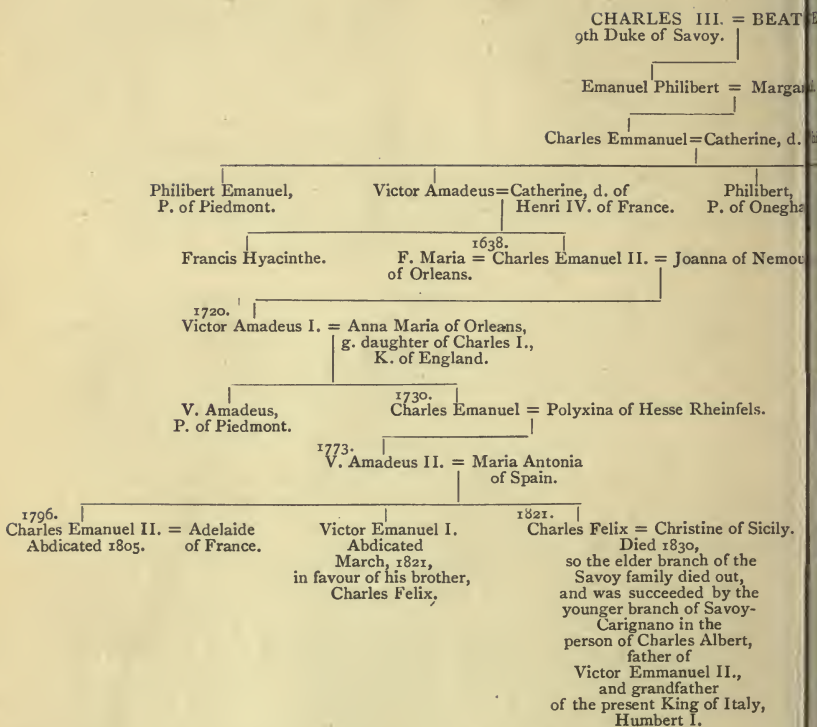 CHARLES III. = BEAT
9th Duke of Savoy.
Emanuel Philibert = Marga
Charles Emmanuel=Catherine, d.
Philibert Emanuel,
P. of Piedmont.
Victor Amadeus=Catherine, d. of
Henri IV. of France.
Philibert,
P. of Onegha
Francis Hyacinthe.
1638.
F. Maria = Charles Emanuel II. = Joanna of Nemou
of Orleans.
1720.
Victor Amadeus I. = Anna Maria of Orleans,
g. daughter of Charles I.,
K. of England.
V. Amadeus,
P. of Piedmont.
1730.
Charles Emanuel = Polyxina of Hesse Rheinfels.
1773.
V. Amadeus II. = Maria Antonia
of Spain.
1796.
Charles Emanuel II. = Adelaide
Abdicated 1805. of France.
Victor Emanuel I.
Abdicated
March, 1821,
in favour of his brother,
Charles Felix.
1821.
Charles Felix = Christine of Sicily.
Died 1830,
so the elder branch of the
Savoy family died out,
and was succeeded by the
younger branch of Savoy-
Carignano in the
person of Charles Albert,
father of
Victor Emmanuel II.,
and grandfather
of the present King of Italy,
Humbert I.